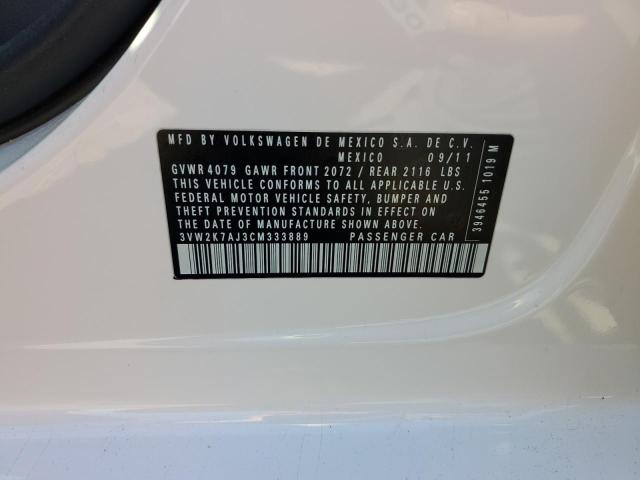 MFD BY VOLKSWAGEN DE MEXICO S.A. DE C.V.
MEXICO 09/11
GVWR 4079 GAWR FRONT 2072 / REAR 2116 LBS
THIS VEHICLE CONFORMS TO ALL APPLICABLE U.S.
FEDERAL MOTOR VEHICLE SAFETY, BUMPER AND
THEFT PREVENTION STANDARDS IN EFFECT ON
THE DATE OF MANUFACTURE SHOWN ABOVE.
3VW2K7AJ3CM333889 PASSENGER CAR
3946455 1019 M